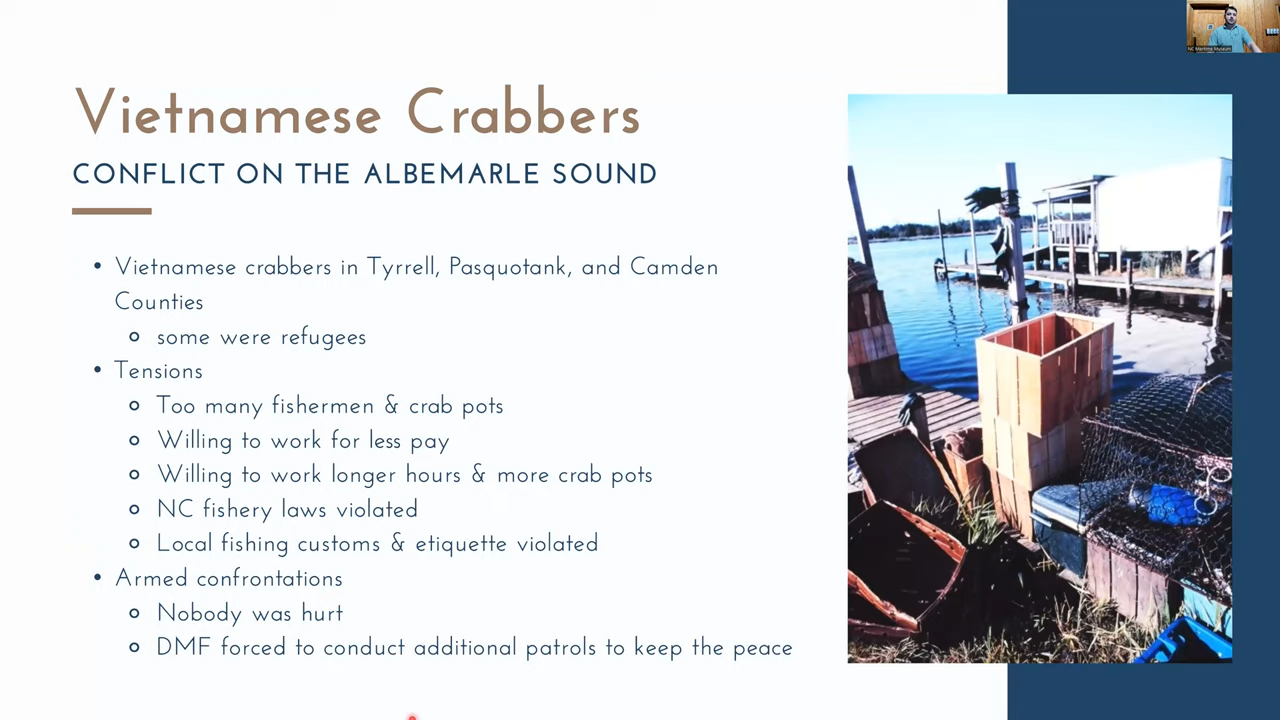 Vietnamese Crabbers
CONFLICT ON THE ALBEMARLE SOUND
• Vietnamese crabbers in Tyrrell, Pasquotank, and Camden
Counties
o some were refugees
• Tensions
o Too many fishermen & crab pots
o Willing to work for less pay
o Willing to work longer hours & more crab pots
o NC fishery laws violated
o Local fishing customs & etiquette violated
• Armed confrontations
o Nobody was hurt
o DMF forced to conduct additional patrols to keep the peace
NC Maritime Museum